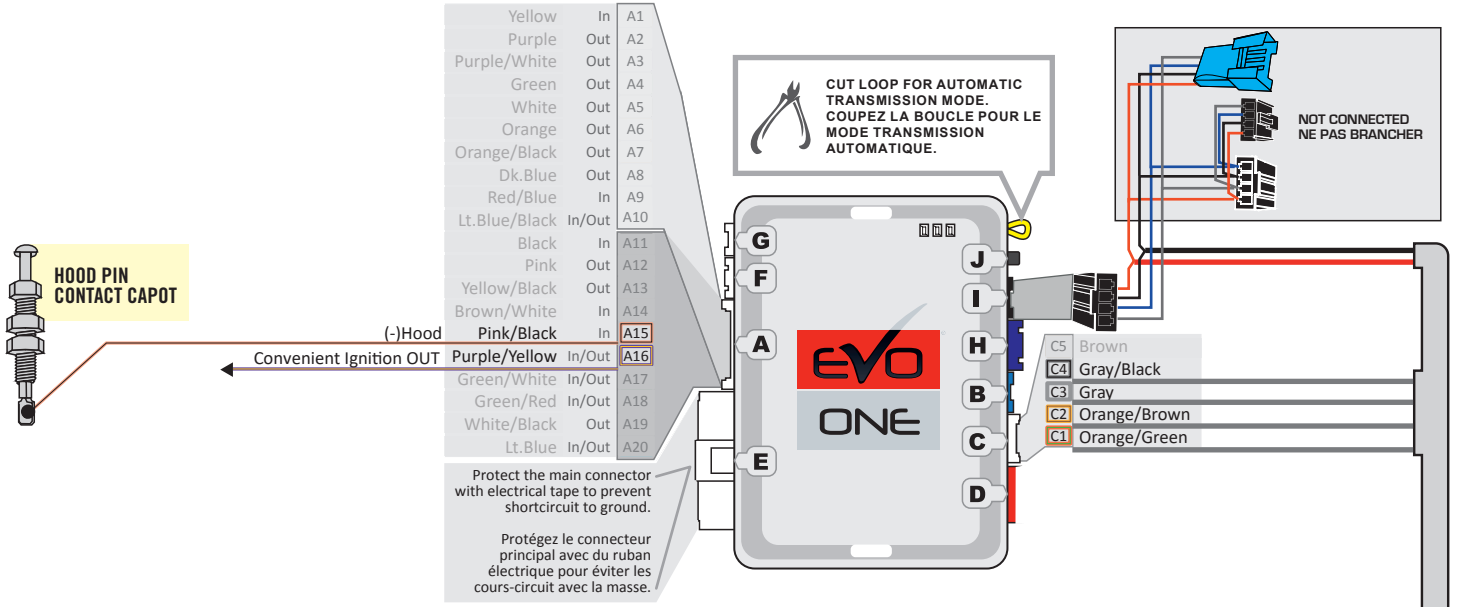 Yellow In A1
Purple Out A2
Purple/White Out A3
Green Out A4
White Out A5
Orange Out A6
Orange/Black Out A7
Dk.Blue Out A8
Red/Blue In A9
Lt.Blue/Black In/Out A10
Black In A11
Pink Out A12
Yellow/Black Out A13
Brown/White In A14
(-)Hood Pink/Black In A15
Convenient Ignition OUT Purple/Yellow In/Out A16
Green/White In/Out A17
Green/Red In/Out A18
White/Black Out A19
Lt.Blue In/Out A20
HOOD PIN
CONTACT CAPOT
Protect the main connector
with electrical tape to prevent
shortcircuit to ground.
Protégez le connecteur
principal avec du ruban
électrique pour éviter les
cours-circuit avec la masse.
CUT LOOP FOR AUTOMATIC
TRANSMISSION MODE.
COUPEZ LA BOUCLE POUR LE
MODE TRANSMISSION
AUTOMATIQUE.
G
F
A
E
J
I
H
B
C
D
EVO
ONE
NOT CONNECTED
NE PAS BRANCHER
C5 Brown
C4 Gray/Black
C3 Gray
C2 Orange/Brown
C1 Orange/Green